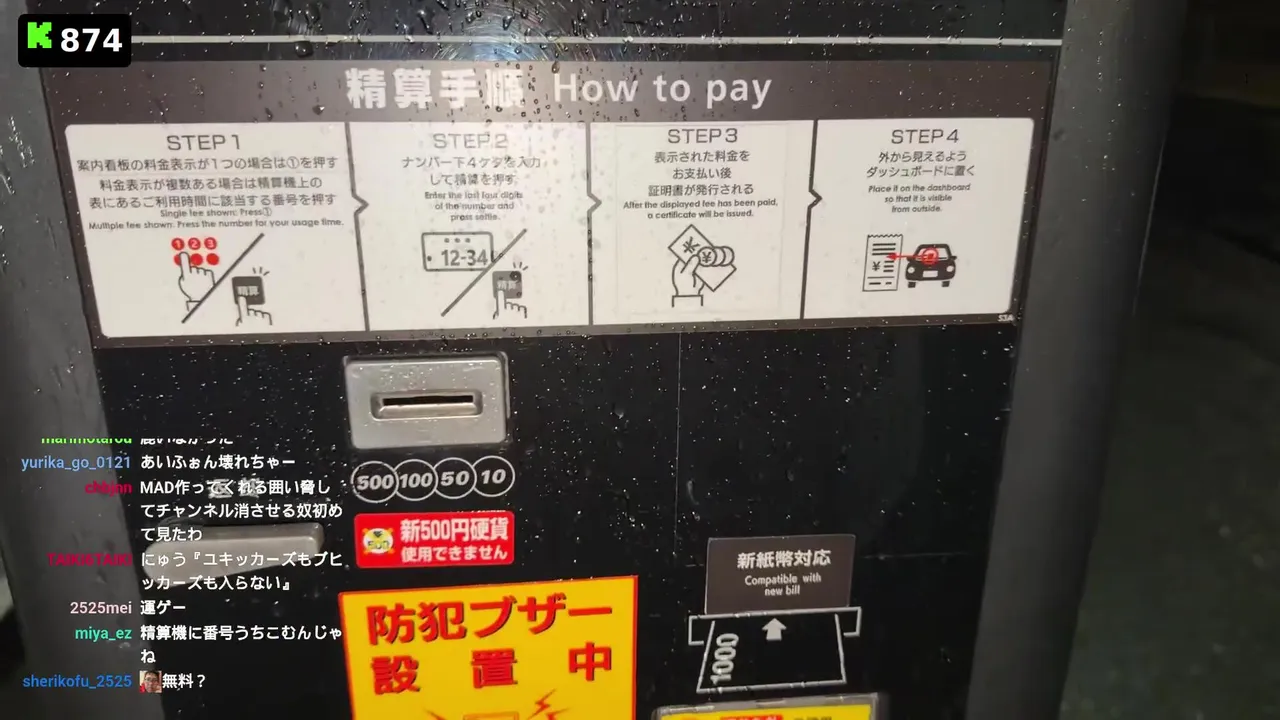 K 874
精算手順 How to pay
STEP1
案内看板の料金表示が1つの場合は①を押す
料金表示が複数ある場合は精算機上の
表にあるご利用時間に該当する番号を押す
Single fee shown: Press①
Multiple fee shown: Press the number for your usage time.
1 2 3
精算
STEP2
ナンバー下4ケタを入力
して精算を押す
Enter the last four digits
of the number and
press settle.
12-34
精算
STEP3
表示された料金を
お支払い後
証明書が発行される
After the displayed fee has been paid,
a certificate will be issued.
¥
¥
STEP4
外から見えるよう
ダッシュボードに置く
Place it on the dashboard
so that it is visible
from outside.
¥
S3A
500 100 50 10
新500円硬貨
使用できません
防犯ブザー
設置中
新紙幣対応
Compatible with
new bill
1000
yurika_go_0121 あいふぉん壊れちゃー
MAD作ってくれる囲い脅し
てチャンネル消させる奴初め
て見たわ
にゅう『ユキッカーズもブヒ
ッカーズも入らない』
2525mei 運ゲー
miya_ez 精算機に番号うちこむんじゃ
ね
sherikofu_2525 無料？